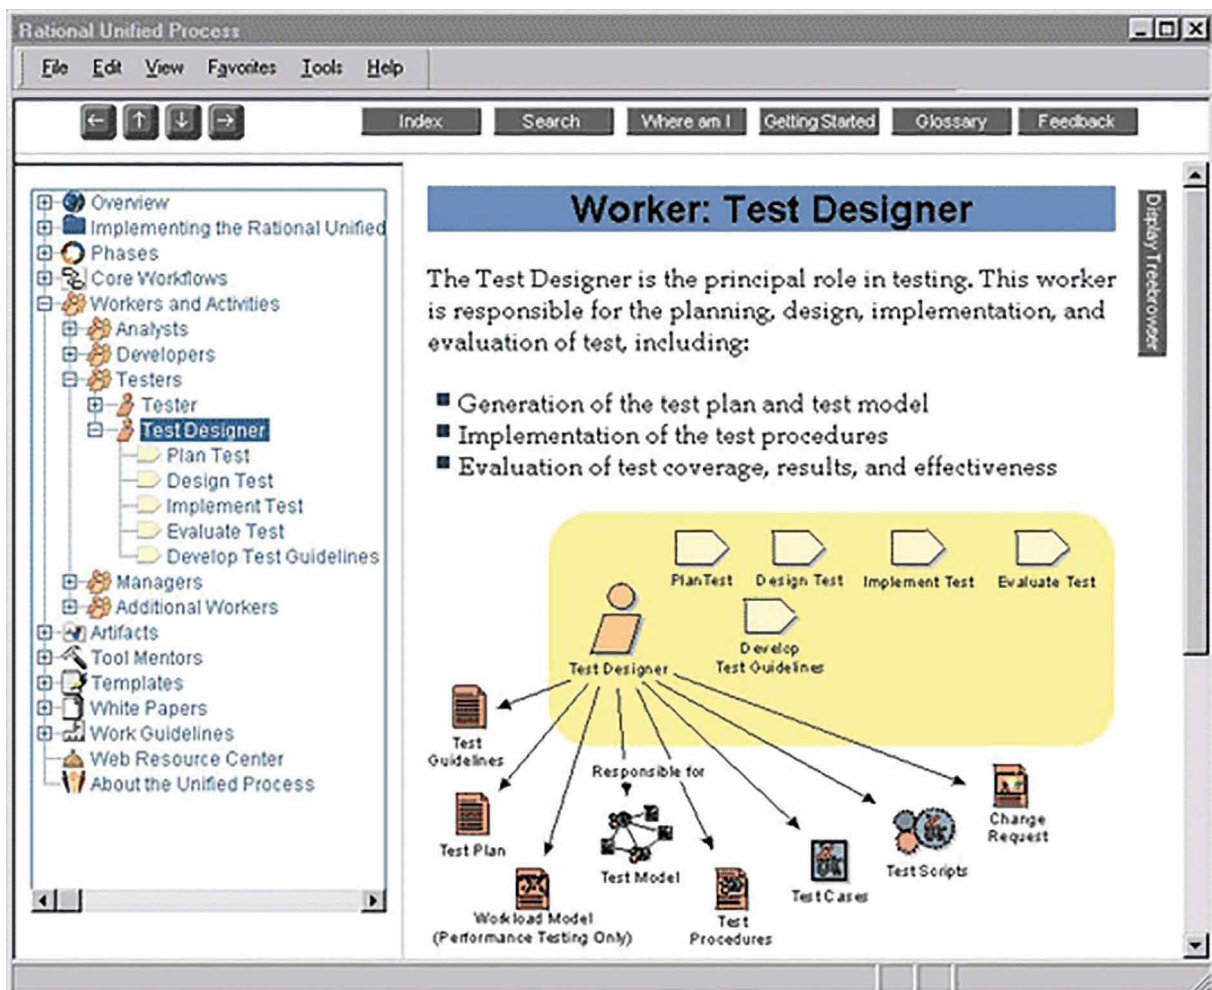 Rational Unified Process
File Edit View Favorites Tools Help
Index Search Where am I Getting Started Glossary Feedback
Overview
Implementing the Rational Unified
Phases
Core Workflows
Workers and Activities
Analysts
Developers
Testers
Tester
Test Designer
Plan Test
Design Test
Implement Test
Evaluate Test
Develop Test Guidelines
Managers
Additional Workers
Artifacts
Tool Mentors
Templates
White Papers
Work Guidelines
Web Resource Center
About the Unified Process
Worker: Test Designer
Display Treebrowser
The Test Designer is the principal role in testing. This worker
is responsible for the planning, design, implementation, and
evaluation of test, including:
Generation of the test plan and test model
Implementation of the test procedures
Evaluation of test coverage, results, and effectiveness
Plan Test Design Test Implement Test Evaluate Test
Develop
Test Guidelines
Test Designer
Test
Guidelines
Responsible for
Change
Request
Test Plan
Test Model
Test Scripts
Test Cases
Workload Model
(Performance Testing Only)
Test
Procedures